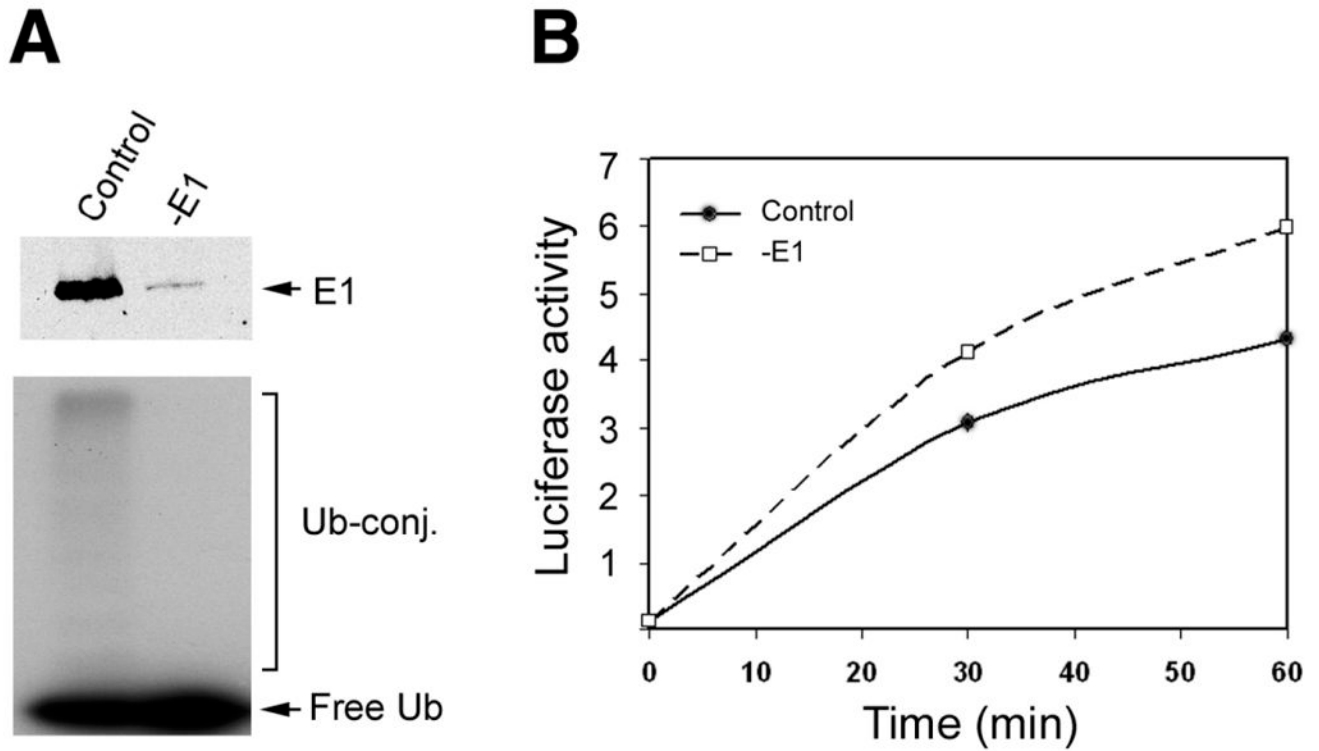 A
Control
-E1
E1
Ub-conj.
Free Ub
B
Luciferase activity
7
6
5
4
3
2
1
Control
-E1
0 10 20 30 40 50 60
Time (min)